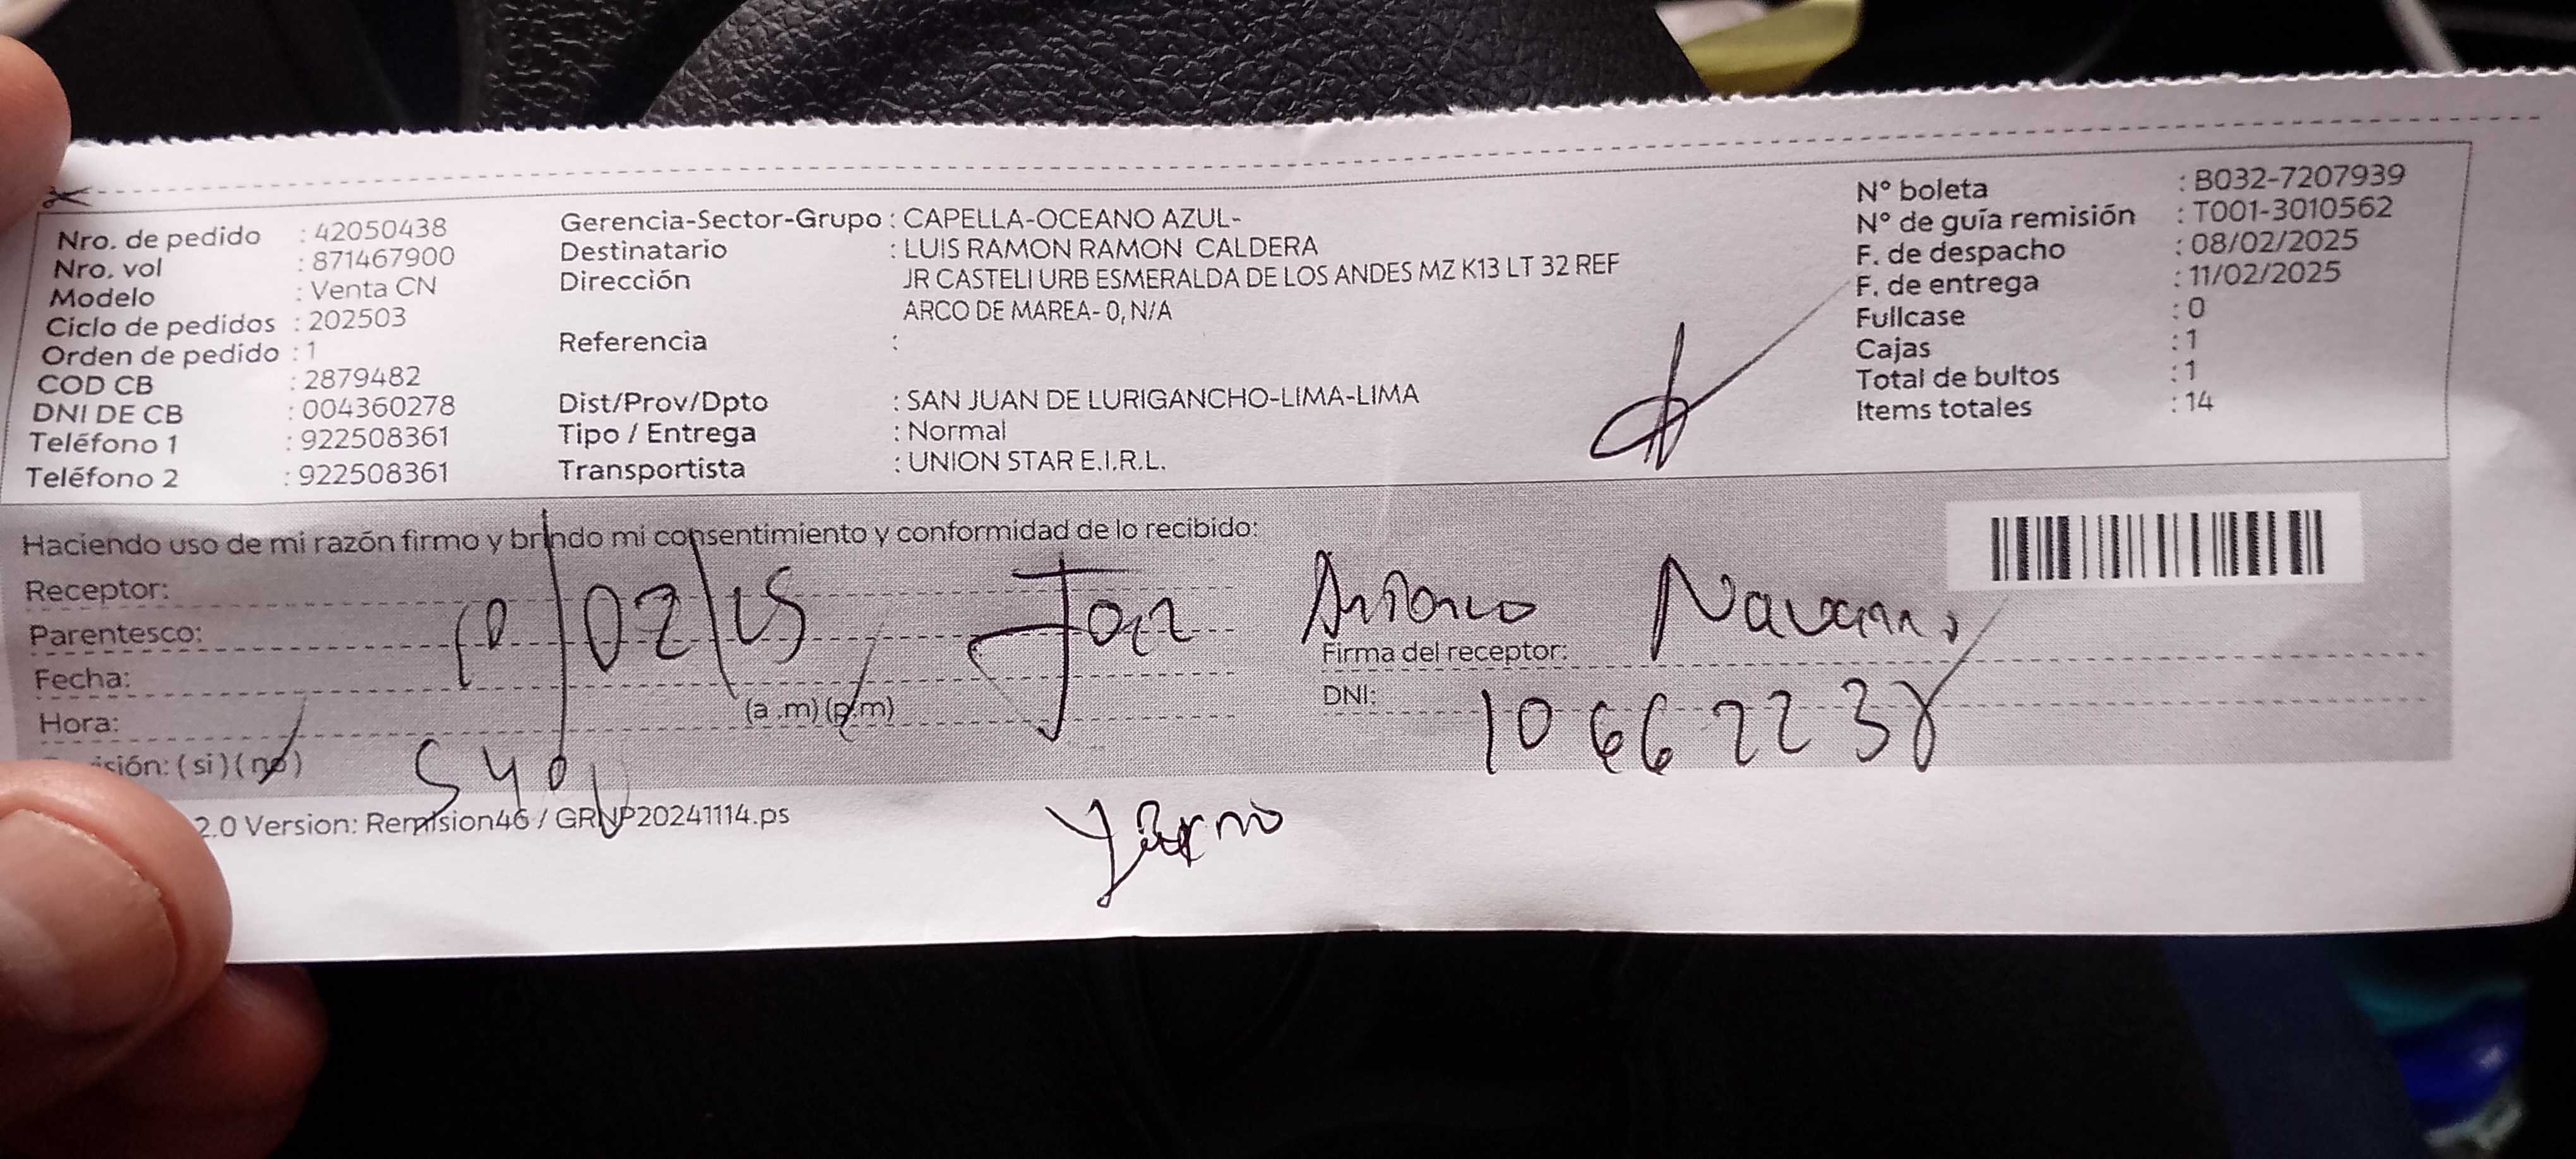 Nro. de pedido : 42050438
Nro. vol : 871467900
Modelo : Venta CN
Ciclo de pedidos : 202503
Orden de pedido : 1
COD CB : 2879482
DNI DE CB : 004360278
Teléfono 1 : 922508361
Teléfono 2 : 922508361
Gerencia-Sector-Grupo : CAPELLA-OCEANO AZUL-
Destinatario : LUIS RAMON RAMON CALDERA
Dirección JR CASTELI URB ESMERALDA DE LOS ANDES MZ K13 LT 32 REF
ARCO DE MAREA- 0, N/A
Referencia :
Dist/Prov/Dpto : SAN JUAN DE LURIGANCHO-LIMA-LIMA
Tipo / Entrega : Normal
Transportista : UNION STAR E.I.R.L.
N° boleta : B032-7207939
N° de guía remisión : T001-3010562
F. de despacho : 08/02/2025
F. de entrega : 11/02/2025
Fullcase : 0
Cajas : 1
Total de bultos : 1
Items totales : 14
Haciendo uso de mi razón firmo y brindo mi consentimiento y conformidad de lo recibido:
Receptor:
Parentesco:
Fecha:
Hora:
(a .m) (p.m)
10/02/25 Antonio Navarro
Firma del receptor:
DNI: 10662238
isión: ( si ) ( no )
2.0 Version: Remision46 / GRNP20241114.ps
Yerno